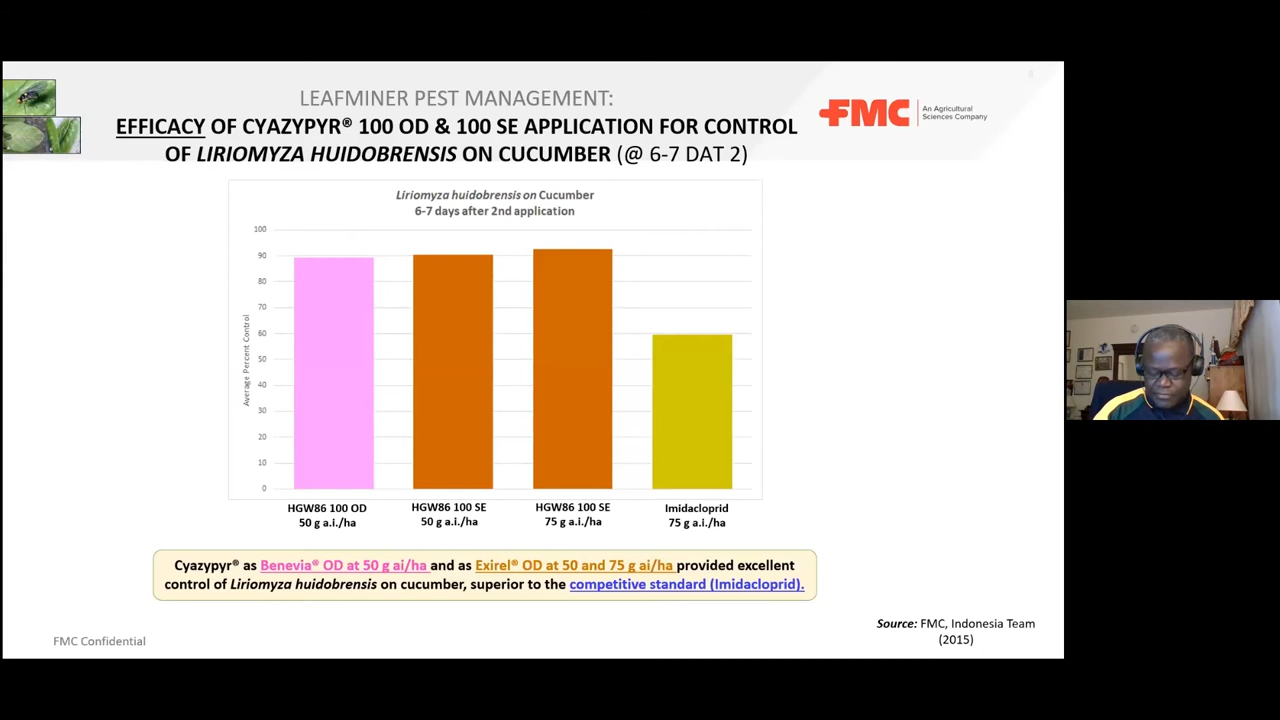 LEAFMINER PEST MANAGEMENT:
EFFICACY OF CYAZYPYR® 100 OD & 100 SE APPLICATION FOR CONTROL
OF LIRIOMYZA HUIDOBRENSIS ON CUCUMBER (@ 6-7 DAT 2)
FMC
An Agricultural
Sciences Company
Liriomyza huidobrensis on Cucumber
6-7 days after 2nd application
Average Percent Control
100
90
80
70
60
50
40
30
20
10
0
HGW86 100 OD
50 g a.i./ha
HGW86 100 SE
50 g a.i./ha
HGW86 100 SE
75 g a.i./ha
Imidacloprid
75 g a.i./ha
Cyazypyr® as Benevia® OD at 50 g ai/ha and as Exirel® OD at 50 and 75 g ai/ha provided excellent
control of Liriomyza huidobrensis on cucumber, superior to the competitive standard (Imidacloprid).
Source: FMC, Indonesia Team
(2015)
FMC Confidential